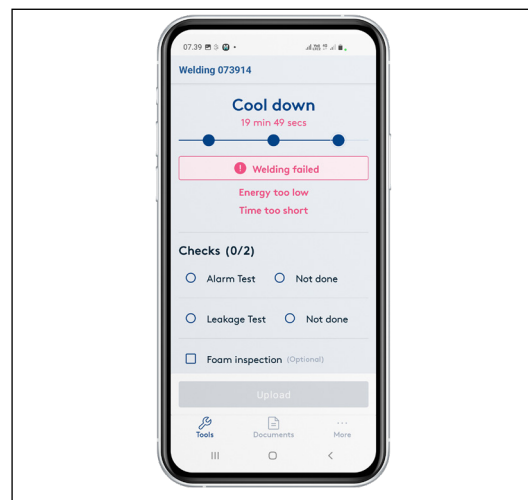 07.39
Welding 073914
Cool down
19 min 49 secs
Welding failed
Energy too low
Time too short
Checks (0/2)
Alarm Test Not done
Leakage Test Not done
Foam inspection (Optional)
Upload
Tools Documents More